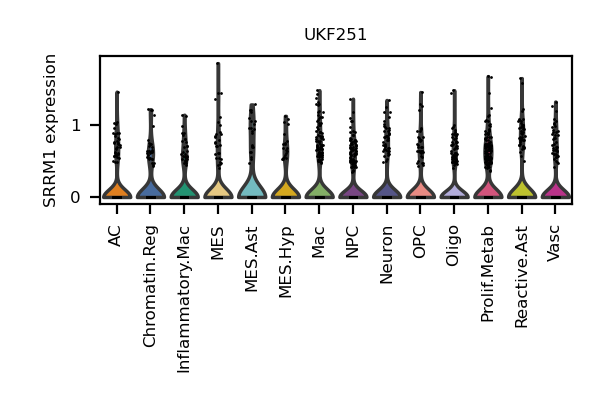 UKF251
SRRM1 expression
1
0
AC
Chromatin.Reg
Inflammatory.Mac
MES
MES.Ast
MES.Hyp
Mac
NPC
Neuron
OPC
Oligo
Prolif.Metab
Reactive.Ast
Vasc